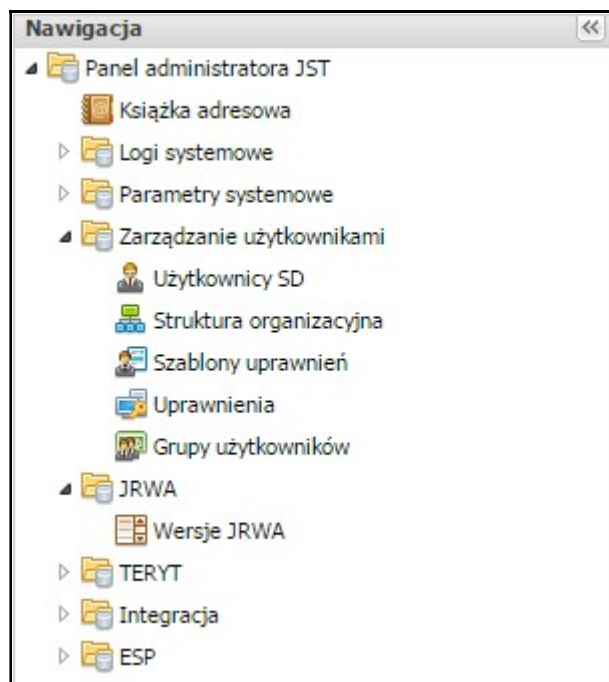 Nawigacja
Panel administratora JST
Książka adresowa
Logi systemowe
Parametry systemowe
Zarządzanie użytkownikami
Użytkownicy SD
Struktura organizacyjna
Szablony uprawnień
Uprawnienia
Grupy użytkowników
JRWA
Wersje JRWA
TERYT
Integracja
ESP